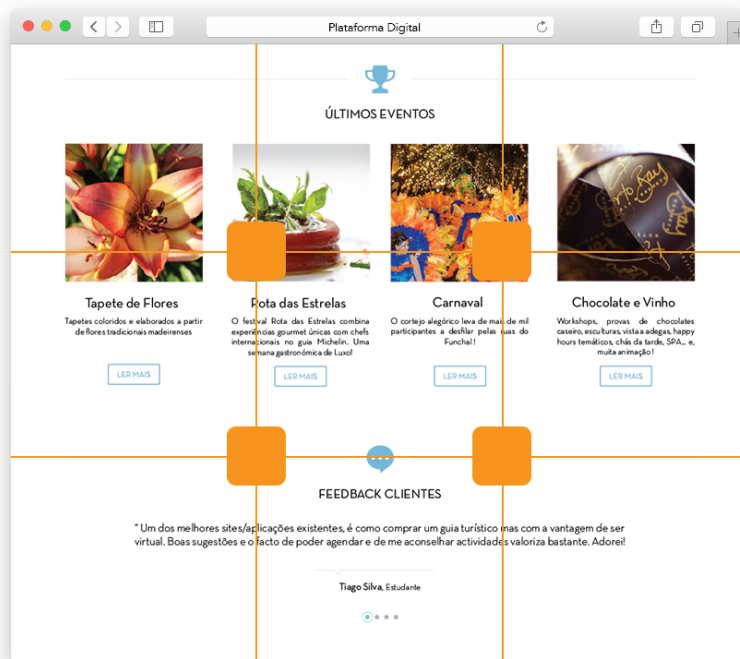 Plataforma Digital
ÚLTIMOS EVENTOS
Tapete de Flores
Tapetes coloridos e elaborados a partir
de flores tradicionais madeirenses
LER MAIS
Rota das Estrelas
O festival Rota das Estrelas combina
experiências gourmet únicas com chefs
internacionais no guia Michelin. Uma
semana gastronómica de Luxo!
LER MAIS
Carnaval
O cortejo alegórico leva de mais de mil
participantes a desfilar pelas ruas do
Funchal!
LER MAIS
Chocolate e Vinho
Workshops, provas de chocolates
caseiro, esculturas, vista a adegas, happy
hours temáticos, chás da tarde, SPA... e,
muita animação!
LER MAIS
FEEDBACK CLIENTES
" Um dos melhores sites/aplicações existentes, é como comprar um guia turístico mas com a vantagem de ser
virtual. Boas sugestões e o facto de poder agendar e de me aconselhar actividades valoriza bastante. Adorei!
Tiago Silva, Estudante